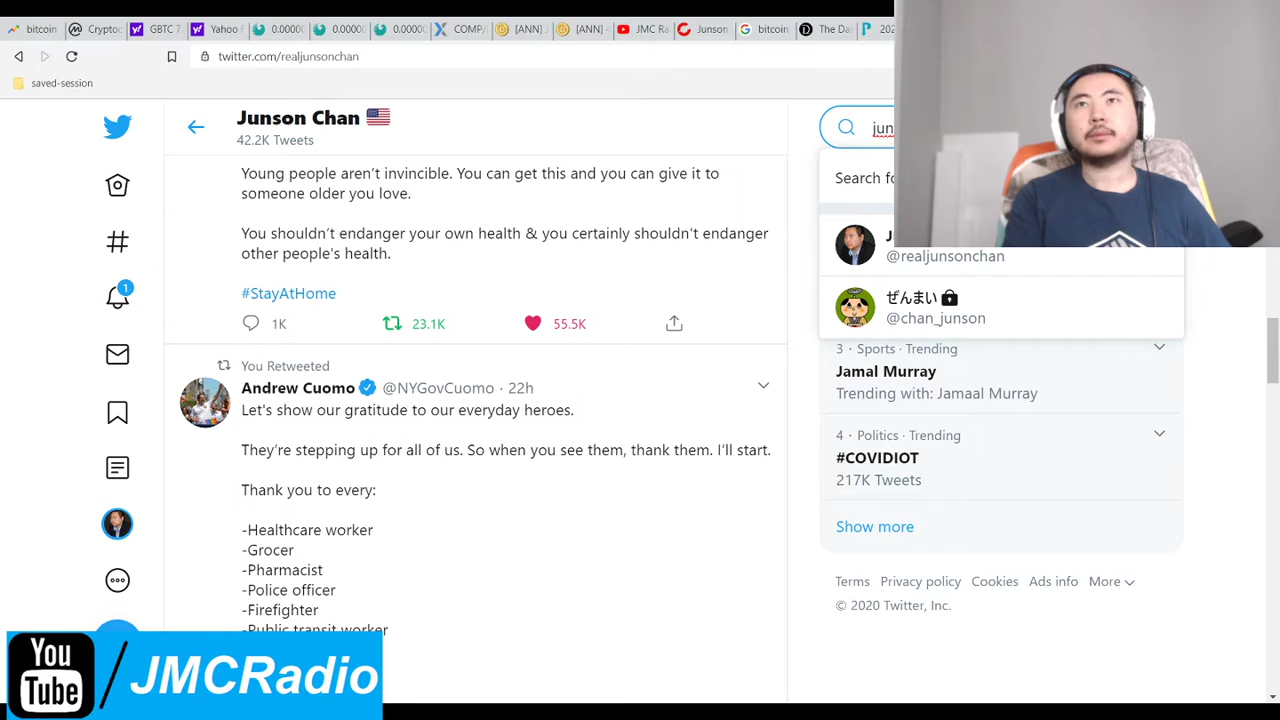 bitcoin
Crypto
GBTC 7
Yahoo F
0.0000
0.0000
0.0000
COMP
[ANN]
[ANN]
JMC Ra
Junson
bitcoin
The Da
202
twitter.com/realjunsonchan
saved-session
Junson Chan
42.2K Tweets
Young people aren't invincible. You can get this and you can give it to
someone older you love.
You shouldn't endanger your own health & you certainly shouldn't endanger
other people's health.
#StayAtHome
1K
23.1K
55.5K
You Retweeted
Andrew Cuomo @NYGovCuomo · 22h
Let's show our gratitude to our everyday heroes.
They're stepping up for all of us. So when you see them, thank them. I'll start.
Thank you to every:
-Healthcare worker
-Grocer
-Pharmacist
-Police officer
-Firefighter
-Public transit worker
1
jun
Search fo
@realjunsonchan
ぜんまい
@chan_junson
3 · Sports · Trending
Jamal Murray
Trending with: Jamaal Murray
4 · Politics · Trending
#COVIDIOT
217K Tweets
Show more
Terms Privacy policy Cookies Ads info More
© 2020 Twitter, Inc.
You
Tube
/JMCRadio